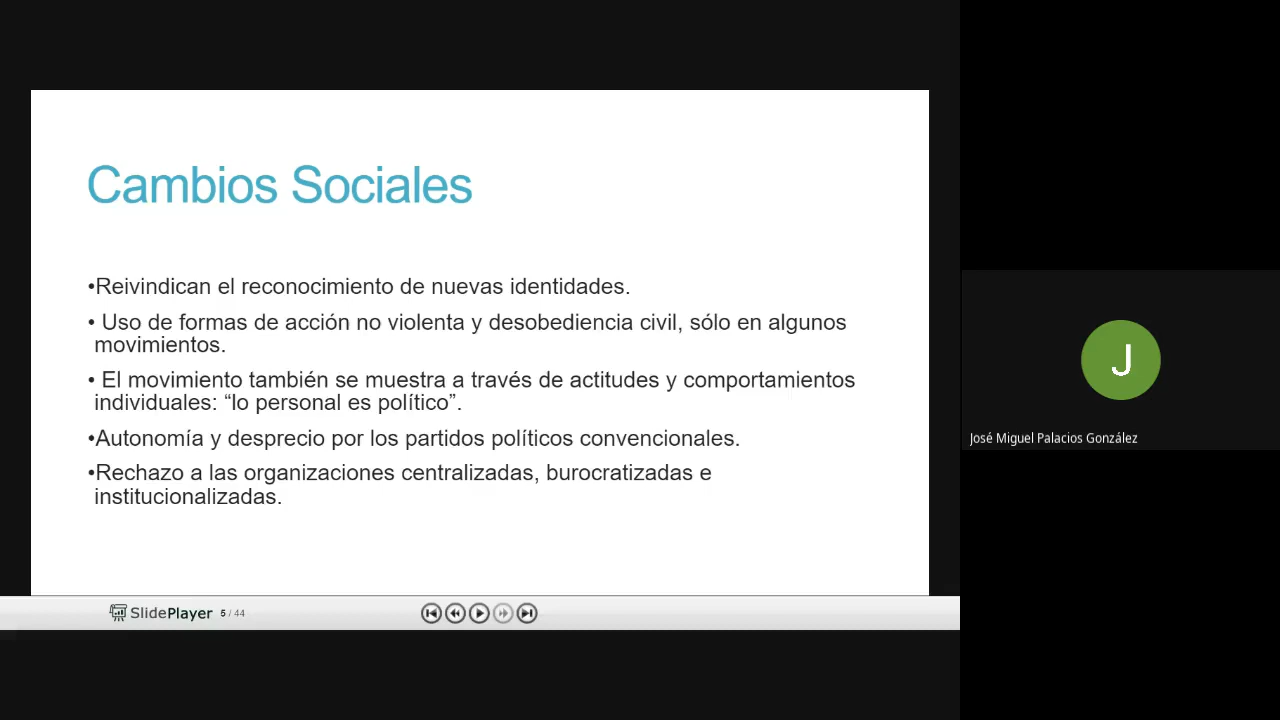 Cambios Sociales
•Reivindican el reconocimiento de nuevas identidades.
• Uso de formas de acción no violenta y desobediencia civil, sólo en algunos
movimientos.
• El movimiento también se muestra a través de actitudes y comportamientos
individuales: “lo personal es político”.
•Autonomía y desprecio por los partidos políticos convencionales.
•Rechazo a las organizaciones centralizadas, burocratizadas e
institucionalizadas.
SlidePlayer 5 / 44
J
José Miguel Palacios González